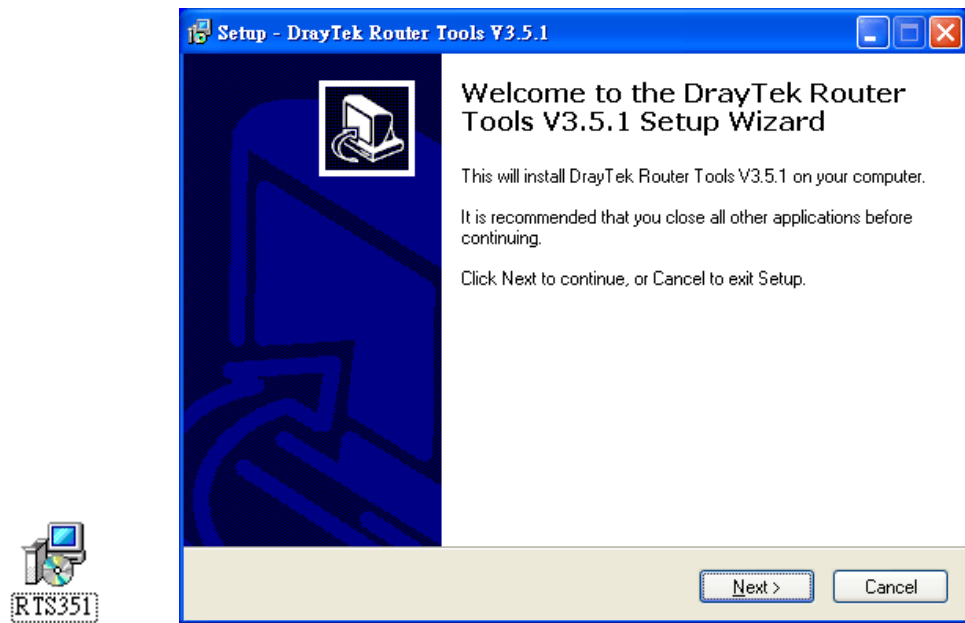 Setup - DrayTek Router Tools V3.5.1
Welcome to the DrayTek Router
Tools V3.5.1 Setup Wizard
This will install DrayTek Router Tools V3.5.1 on your computer.
It is recommended that you close all other applications before
continuing.
Click Next to continue, or Cancel to exit Setup.
Next >
Cancel
RTS351